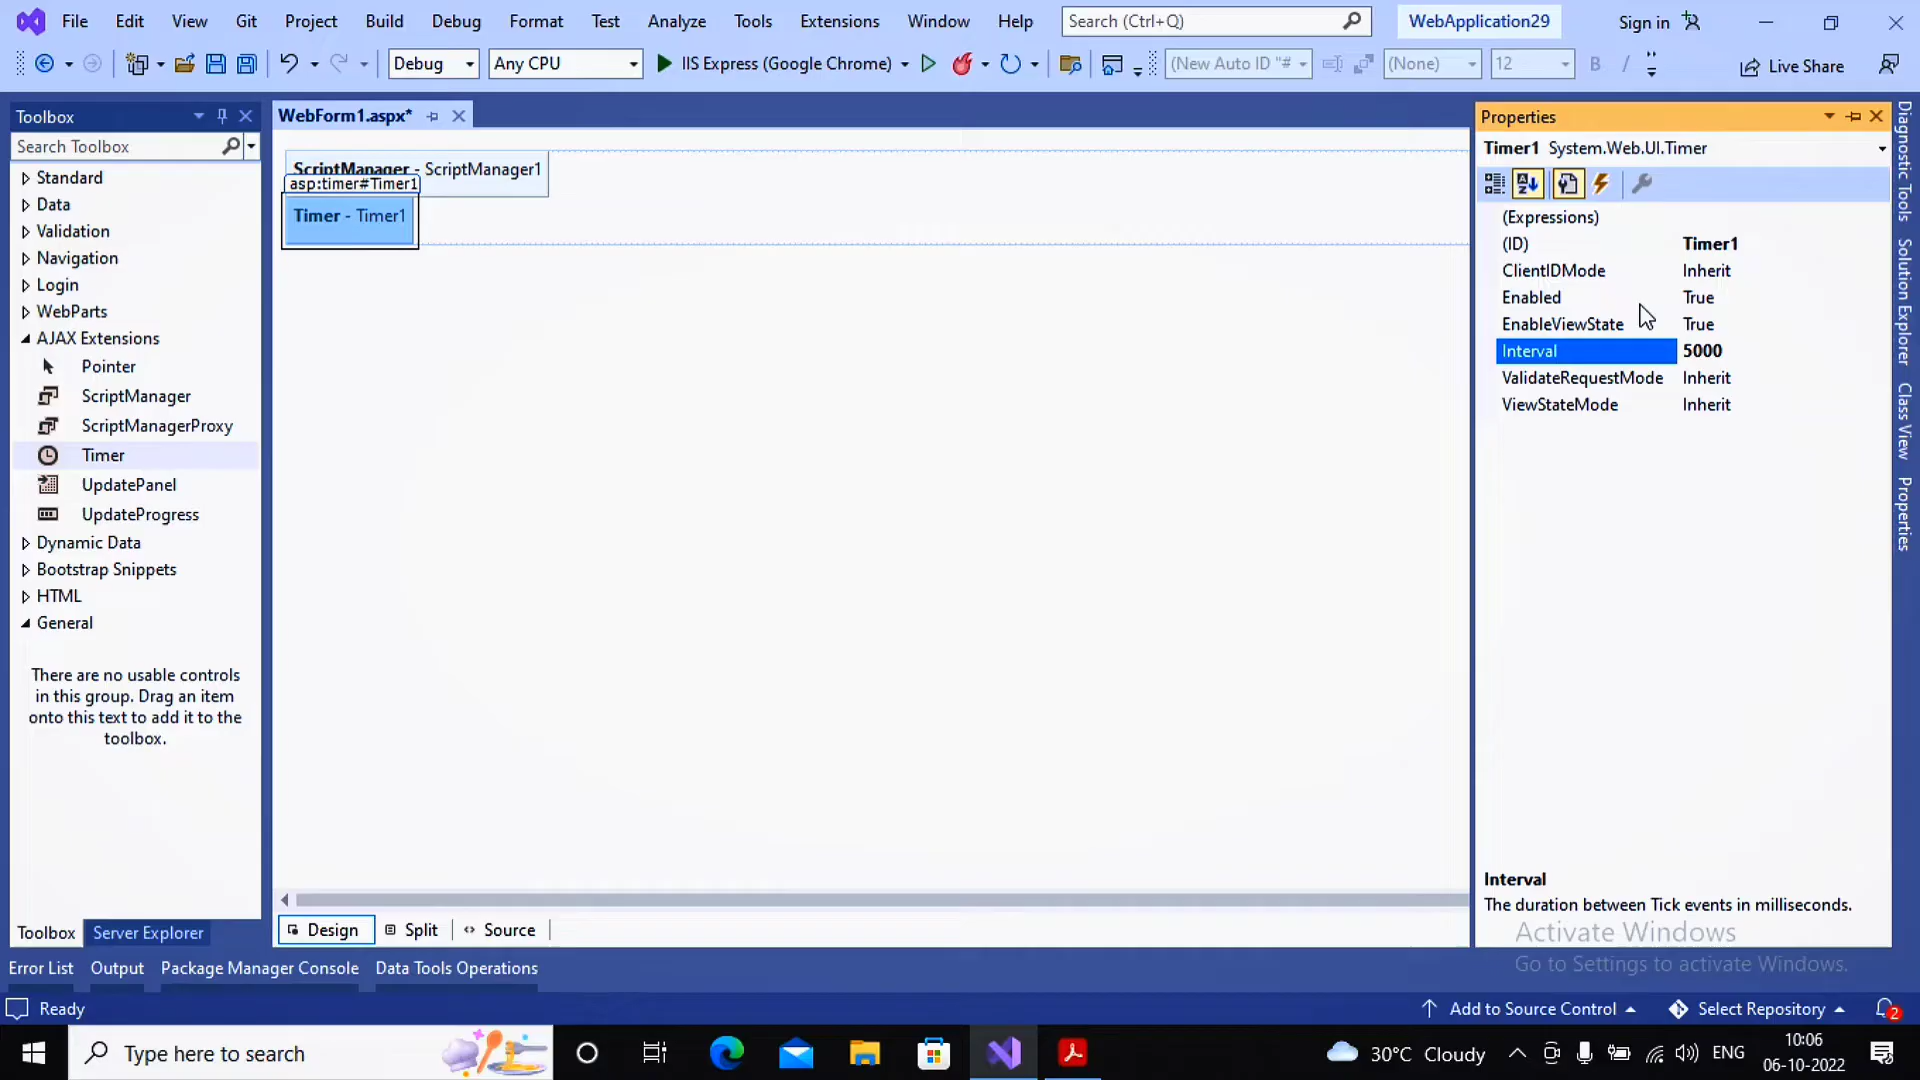 File Edit View Git Project Build Debug Format Test Analyze Tools Extensions Window Help Search (Ctrl+Q) WebApplication29 Sign in
Debug Any CPU IIS Express (Google Chrome) (New Auto ID "# (None) 12 B I Live Share
Toolbox
Search Toolbox
Standard
Data
Validation
Navigation
Login
WebParts
AJAX Extensions
Pointer
ScriptManager
ScriptManagerProxy
Timer
UpdatePanel
UpdateProgress
Dynamic Data
Bootstrap Snippets
HTML
General
There are no usable controls
in this group. Drag an item
onto this text to add it to the
toolbox.
Toolbox Server Explorer
WebForm1.aspx*
ScriptManager - ScriptManager1
asp:timer#Timer1
Timer - Timer1
Design Split Source
Properties
Timer1 System.Web.UI.Timer
(Expressions)
(ID) Timer1
ClientIDMode Inherit
Enabled True
EnableViewState True
Interval 5000
ValidateRequestMode Inherit
ViewStateMode Inherit
Interval
The duration between Tick events in milliseconds.
Activate Windows
Go to Settings to activate Windows.
Diagnostic Tools
Solution Explorer
Class View
Properties
Error List Output Package Manager Console Data Tools Operations
Ready Add to Source Control Select Repository 2
Type here to search 30°C Cloudy ENG 10:06
06-10-2022